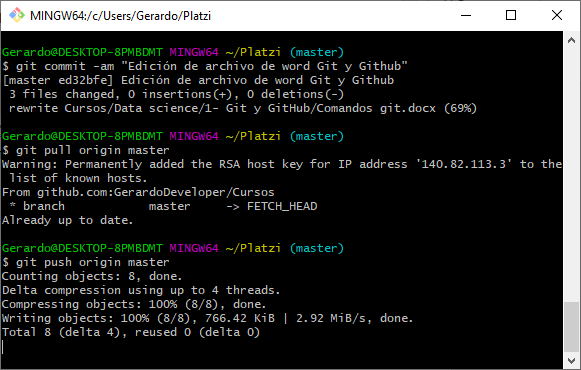 MINGW64:/c/Users/Gerardo/Platzi
Gerardo@DESKTOP-8PMBDMT MINGW64 ~/Platzi (master)
$ git commit -am "Edición de archivo de word Git y Github"
[master ed32bfe] Edición de archivo de word Git y Github
 3 files changed, 0 insertions(+), 0 deletions(-)
 rewrite Cursos/Data science/1- Git y GitHub/Comandos git.docx (69%)
Gerardo@DESKTOP-8PMBDMT MINGW64 ~/Platzi (master)
$ git pull origin master
Warning: Permanently added the RSA host key for IP address '140.82.113.3' to the
 list of known hosts.
From github.com:GerardoDeveloper/Cursos
 * branch            master     -> FETCH_HEAD
Already up to date.
Gerardo@DESKTOP-8PMBDMT MINGW64 ~/Platzi (master)
$ git push origin master
Counting objects: 8, done.
Delta compression using up to 4 threads.
Compressing objects: 100% (8/8), done.
Writing objects: 100% (8/8), 766.42 KiB | 2.92 MiB/s, done.
Total 8 (delta 4), reused 0 (delta 0)